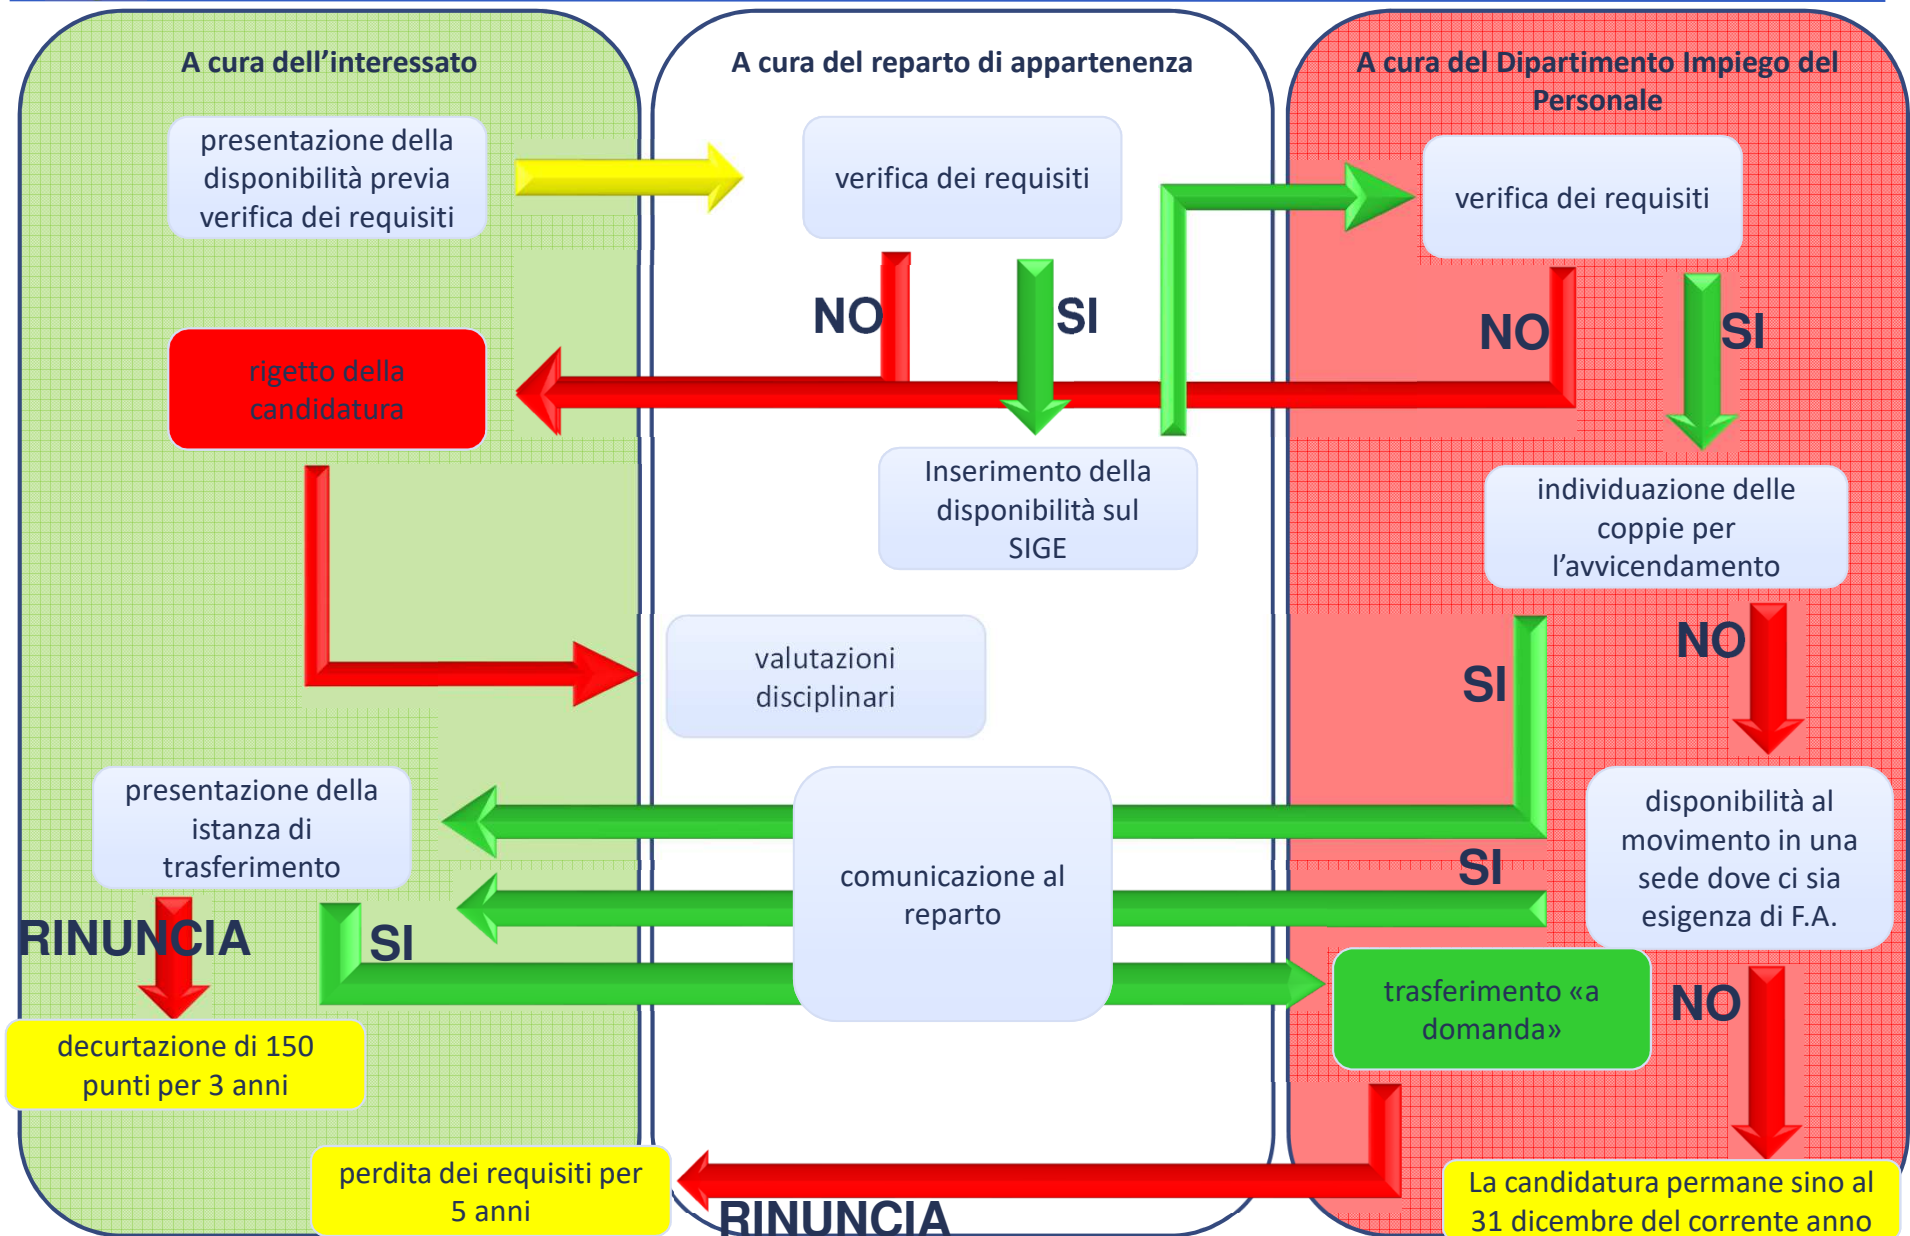 A cura dell'interessato
A cura del reparto di appartenenza
A cura del Dipartimento Impiego del
Personale
presentazione della
disponibilità previa
verifica dei requisiti
verifica dei requisiti
verifica dei requisiti
NO
SI
NO
SI
rigetto della
candidatura
Inserimento della
disponibilità sul
SIGE
individuazione delle
coppie per
l'avvicendamento
valutazioni
disciplinari
SI
NO
presentazione della
istanza di
trasferimento
comunicazione al
reparto
SI
disponibilità al
movimento in una
sede dove ci sia
esigenza di F.A.
RINUNCIA
SI
trasferimento «a
domanda»
NO
decurtazione di 150
punti per 3 anni
perdita dei requisiti per
5 anni
RINUNCIA
La candidatura permane sino al
31 dicembre del corrente anno